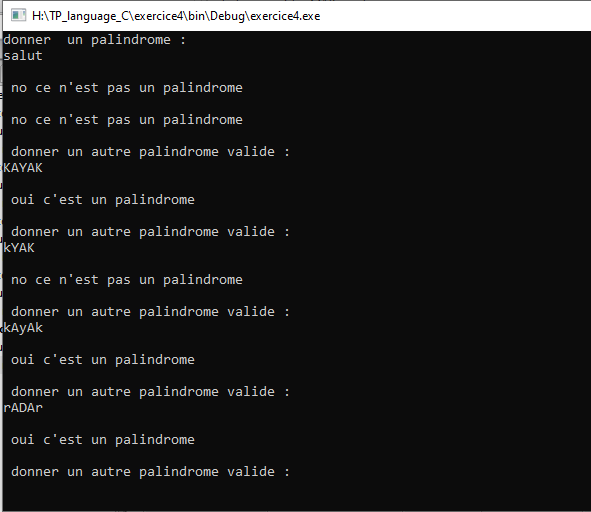 H:\TP_language_C\exercice4\bin\Debug\exercice4.exe
donner  un palindrome :
salut
no ce n'est pas un palindrome
no ce n'est pas un palindrome
donner un autre palindrome valide :
KAYAK
oui c'est un palindrome
donner un autre palindrome valide :
kYAK
no ce n'est pas un palindrome
donner un autre palindrome valide :
kAyAk
oui c'est un palindrome
donner un autre palindrome valide :
rADAr
oui c'est un palindrome
donner un autre palindrome valide :